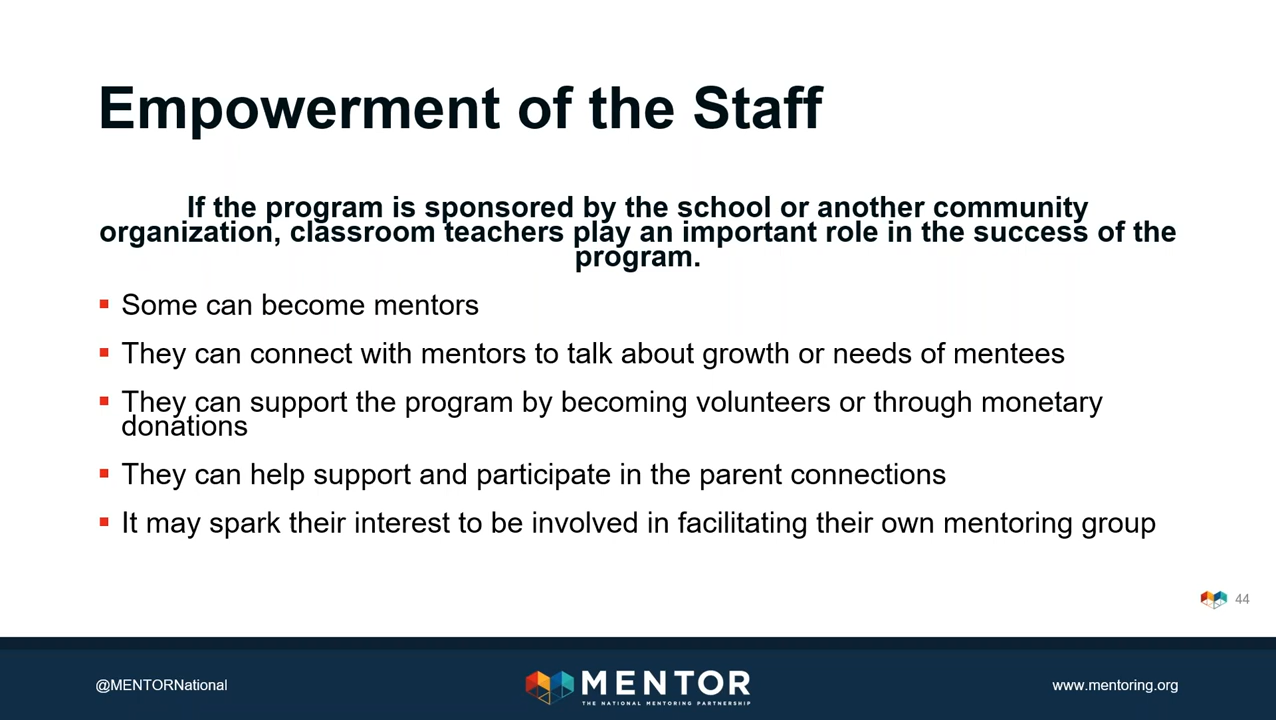 Empowerment of the Staff
If the program is sponsored by the school or another community
organization, classroom teachers play an important role in the success of the
program.
Some can become mentors
They can connect with mentors to talk about growth or needs of mentees
They can support the program by becoming volunteers or through monetary
donations
They can help support and participate in the parent connections
It may spark their interest to be involved in facilitating their own mentoring group
44
@MENTORNational
MENTOR
THE NATIONAL MENTORING PARTNERSHIP
www.mentoring.org